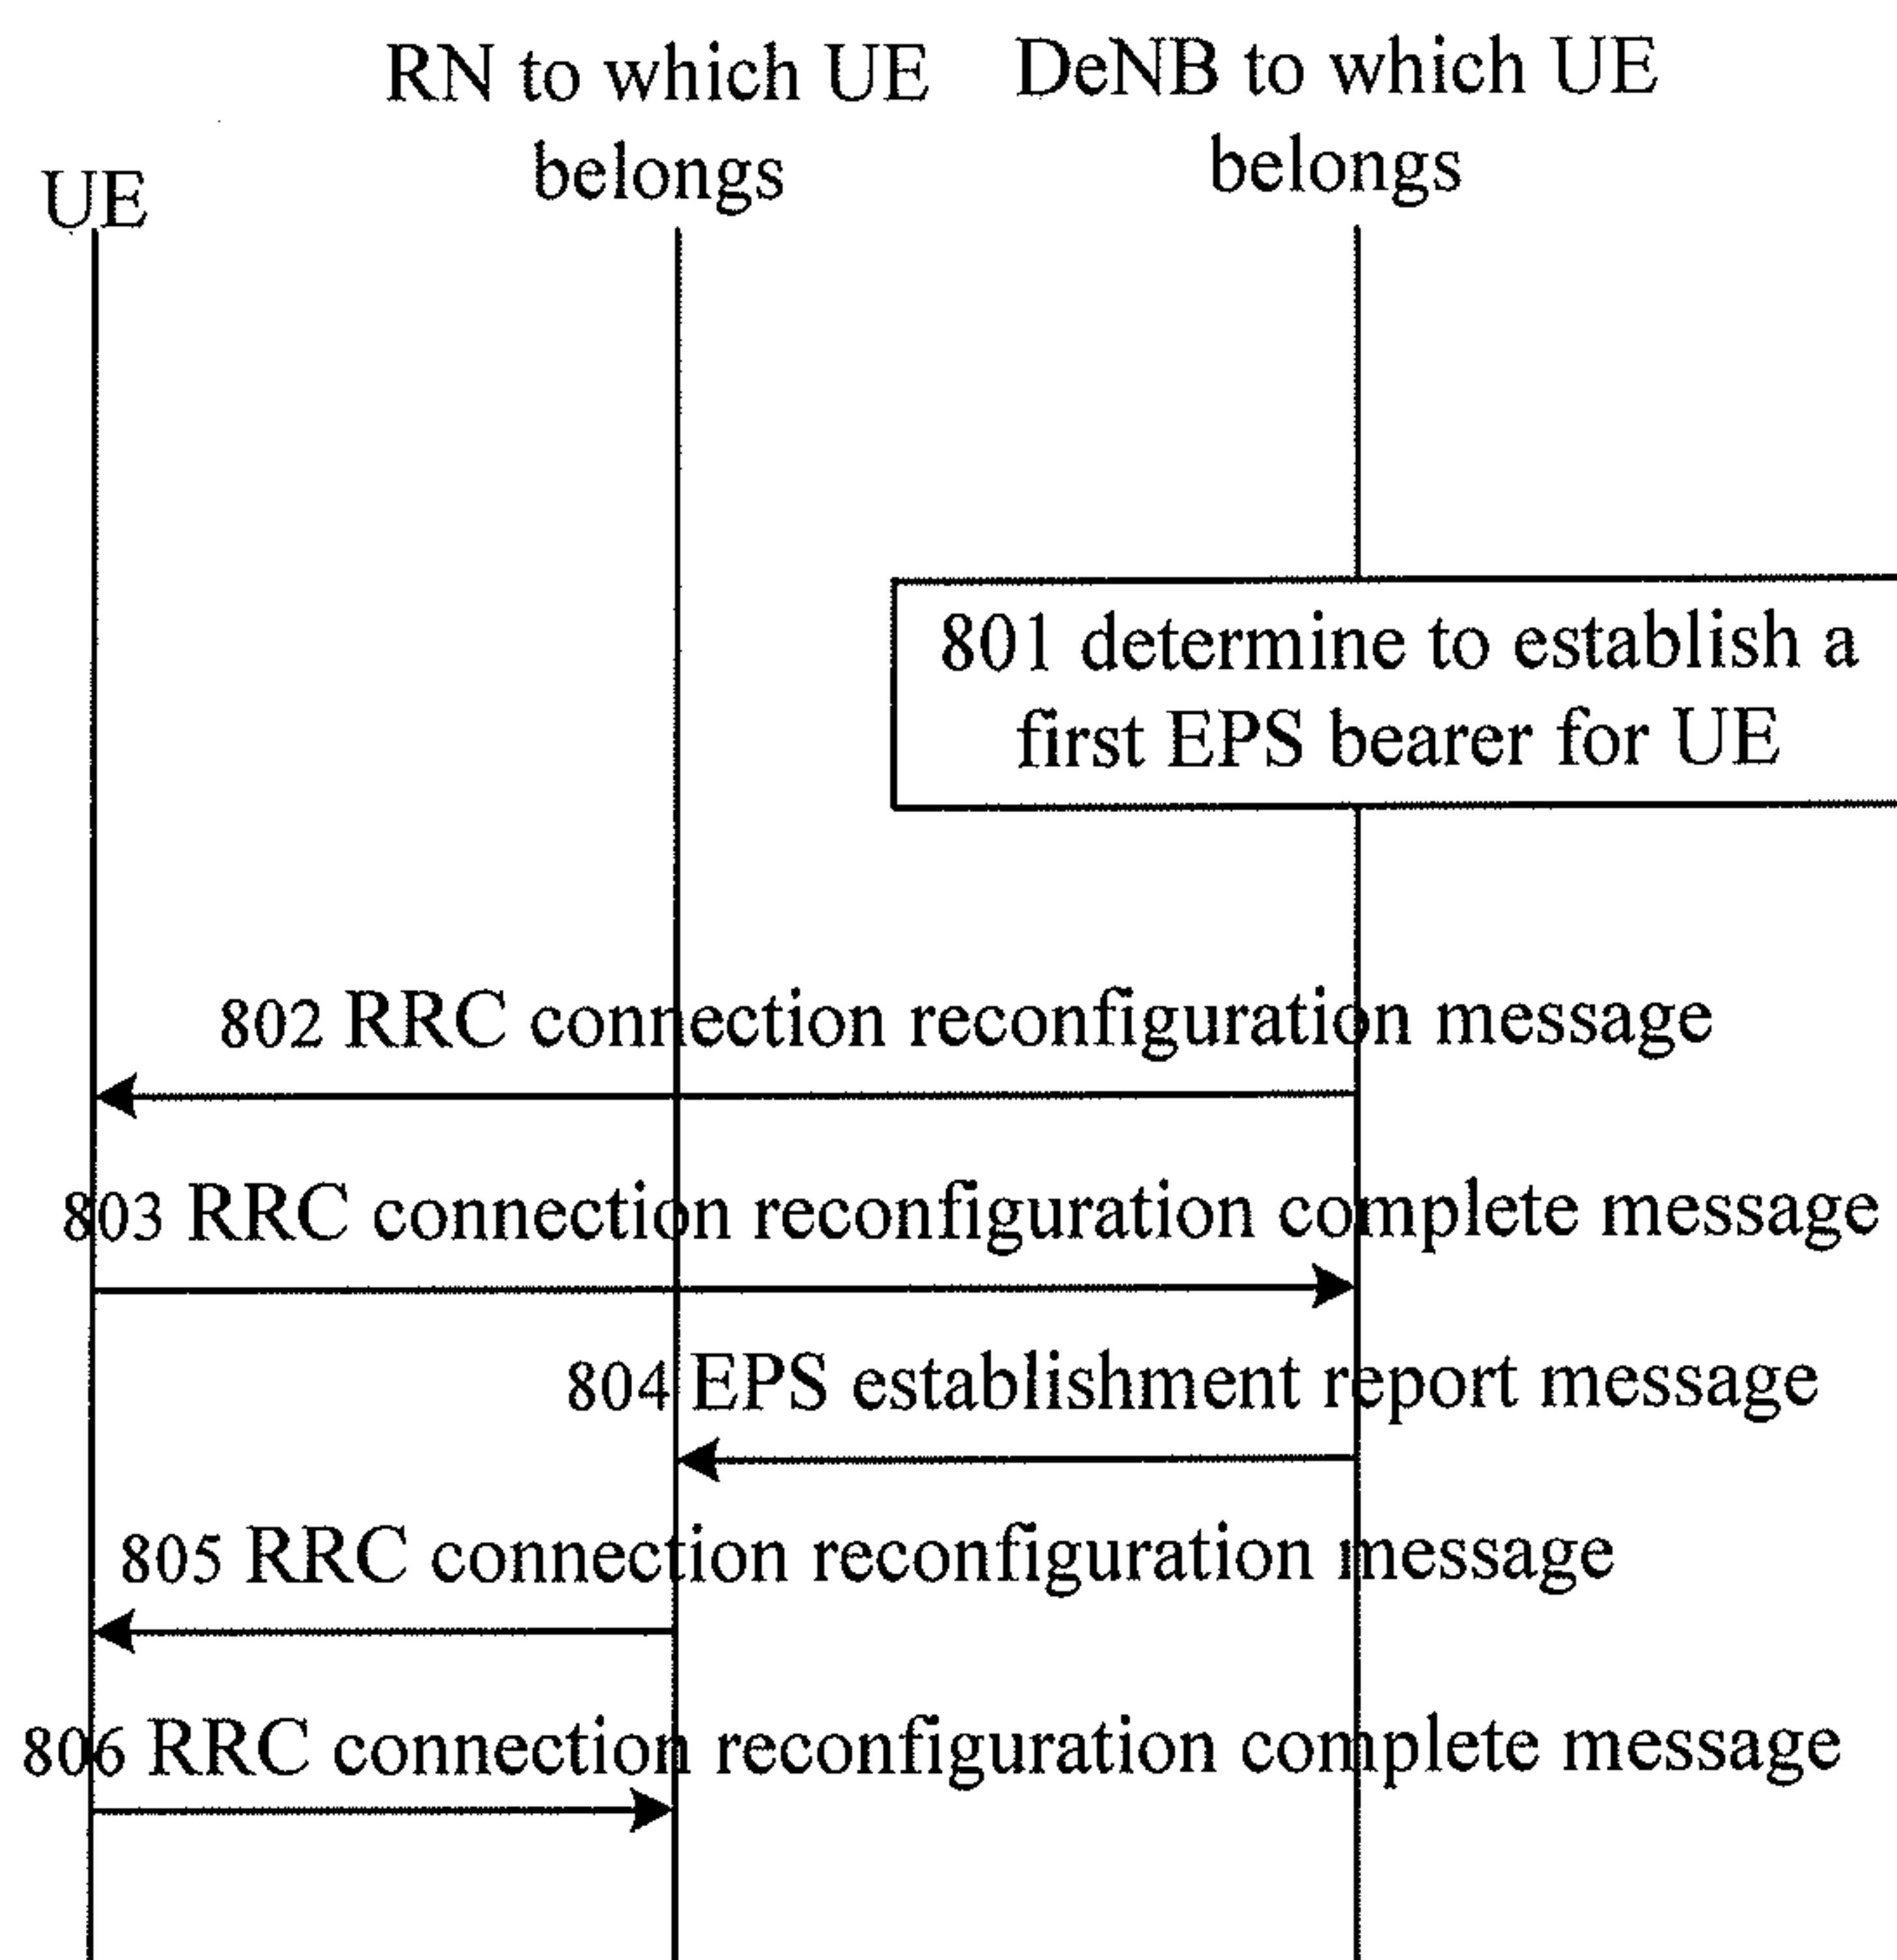 RN to which UE
belongs
DeNB to which UE
belongs
UE
801 determine to establish a
first EPS bearer for UE
802 RRC connection reconfiguration message
803 RRC connection reconfiguration complete message
804 EPS establishment report message
805 RRC connection reconfiguration message
806 RRC connection reconfiguration complete message